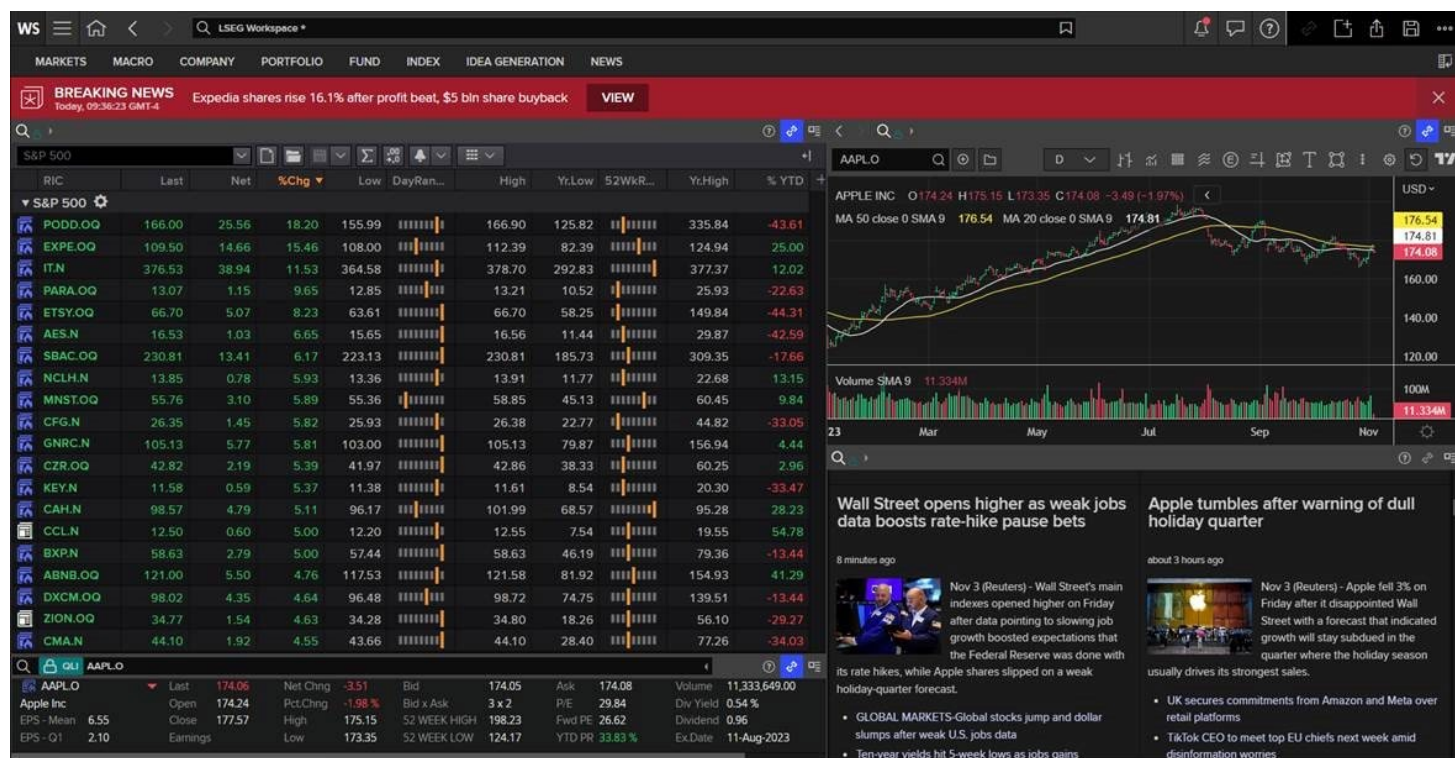 WS
LSEG Workspace *
MARKETS MACRO COMPANY PORTFOLIO FUND INDEX IDEA GENERATION NEWS
BREAKING NEWS
Today, 09:36:23 GMT-4
Expedia shares rise 16.1% after profit beat, $5 bln share buyback VIEW
S&P 500
RIC Last Net %Chg ▼ Low DayRan... High Yr.Low 52WkR... Yr.High % YTD
▼ S&P 500
PODD.OQ 166.00 25.56 18.20 155.99 166.90 125.82 335.84 -43.61
EXPE.OQ 109.50 14.66 15.46 108.00 112.39 82.39 124.94 25.00
IT.N 376.53 38.94 11.53 364.58 378.70 292.83 377.37 12.02
PARA.OQ 13.07 1.15 9.65 12.85 13.21 10.52 25.93 -22.63
ETSY.OQ 66.70 5.07 8.23 63.61 66.70 58.25 149.84 -44.31
AES.N 16.53 1.03 6.65 15.65 16.56 11.44 29.87 -42.59
SBAC.OQ 230.81 13.41 6.17 223.13 230.81 185.73 309.35 -17.66
NCLH.N 13.85 0.78 5.93 13.36 13.91 11.77 22.68 13.15
MNST.OQ 55.76 3.10 5.89 55.36 58.85 45.13 60.45 9.84
CFG.N 26.35 1.45 5.82 25.93 26.38 22.77 44.82 -33.05
GNRC.N 105.13 5.77 5.81 103.00 105.13 79.87 156.94 4.44
CZR.OQ 42.82 2.19 5.39 41.97 42.86 38.33 60.25 2.96
KEY.N 11.58 0.59 5.37 11.38 11.61 8.54 20.30 -33.47
CAH.N 98.57 4.79 5.11 96.17 101.99 68.57 95.28 28.23
CCL.N 12.50 0.60 5.00 12.20 12.55 7.54 19.55 54.78
BXP.N 58.63 2.79 5.00 57.44 58.63 46.19 79.36 -13.44
ABNB.OQ 121.00 5.50 4.76 117.53 121.58 81.92 154.93 41.29
DXCM.OQ 98.02 4.35 4.64 96.48 98.72 74.75 139.51 -13.44
ZION.OQ 34.77 1.54 4.63 34.28 34.80 18.26 56.10 -29.27
CMA.N 44.10 1.92 4.55 43.66 44.10 28.40 77.26 -34.03
QLI AAPL.O
AAPL.O Last 174.06 Net Chng -3.51 Bid 174.05 Ask 174.08 Volume 11,333,649.00
Apple Inc Open 174.24 Pct.Chng -1.98 % Bid x Ask 3 x 2 P/E 29.84 Div Yield 0.54 %
EPS - Mean 6.55 Close 177.57 High 175.15 52 WEEK HIGH 198.23 Fwd PE 26.62 Dividend 0.96
EPS - Q1 2.10 Earnings Low 173.35 52 WEEK LOW 124.17 YTD PR 33.83 % Ex.Date 11-Aug-2023
AAPL.O D
APPLE INC O174.24 H175.15 L173.35 C174.08 -3.49 (-1.97%)
MA 50 close 0 SMA 9 176.54 MA 20 close 0 SMA 9 174.81
USD
176.54
174.81
174.08
160.00
140.00
120.00
Volume SMA 9 11.334M
100M
11.334M
23 Mar May Jul Sep Nov
Wall Street opens higher as weak jobs
data boosts rate-hike pause bets
8 minutes ago
Nov 3 (Reuters) - Wall Street's main
indexes opened higher on Friday
after data pointing to slowing job
growth boosted expectations that
the Federal Reserve was done with
its rate hikes, while Apple shares slipped on a weak
holiday-quarter forecast.
• GLOBAL MARKETS-Global stocks jump and dollar
slumps after weak U.S. jobs data
• Ten-year yields hit 5-week lows as jobs gains
Apple tumbles after warning of dull
holiday quarter
about 3 hours ago
Nov 3 (Reuters) - Apple fell 3% on
Friday after it disappointed Wall
Street with a forecast that indicated
growth will stay subdued in the
quarter where the holiday season
usually drives its strongest sales.
• UK secures commitments from Amazon and Meta over
retail platforms
• TikTok CEO to meet top EU chiefs next week amid
disinformation worries